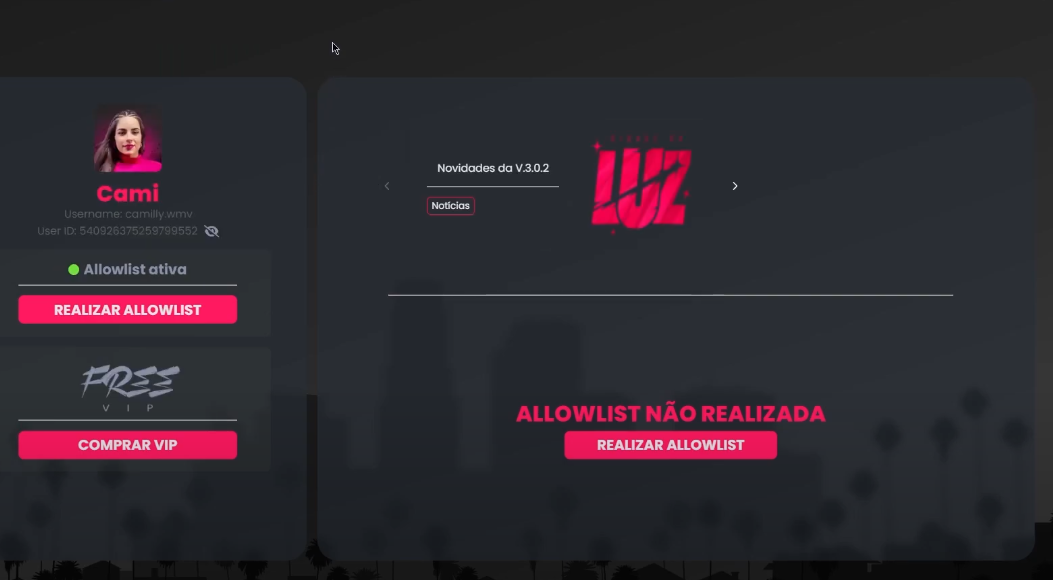 Cami
Username: camilly.wmv
User ID: 540926375259799552
Allowlist ativa
REALIZAR ALLOWLIST
FREE
VIP
COMPRAR VIP
Novidades da V.3.0.2
Notícias
LUZ
ALLOWLIST NÃO REALIZADA
REALIZAR ALLOWLIST